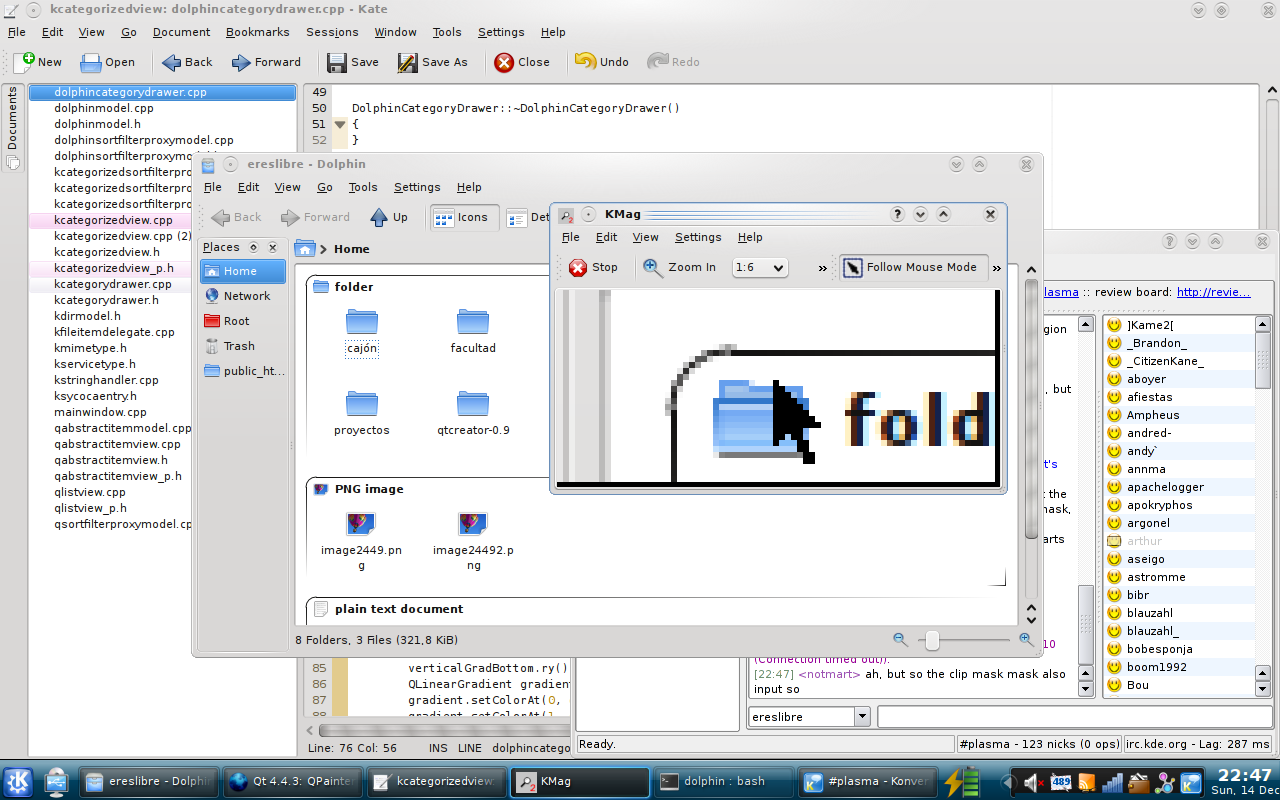 kcategorizedview: dolphincategorydrawer.cpp - Kate
File Edit View Go Document Bookmarks Sessions Window Tools Settings Help
New Open Back Forward Save Save As Close Undo Redo
Documents
dolphincategorydrawer.cpp
dolphinmodel.cpp
dolphinmodel.h
dolphinsortfilterproxymodel.cpp
dolphinsortfilterproxymod
kcategorizedsortfilterpro
kcategorizedsortfilterpro
kcategorizedsortfilterpro
kcategorizedview.cpp
kcategorizedview.cpp (2)
kcategorizedview.h
kcategorizedview_p.h
kcategorydrawer.cpp
kcategorydrawer.h
kdirmodel.h
kfileitemdelegate.cpp
kmimetype.h
kservicetype.h
kstringhandler.cpp
ksycocaentry.h
mainwindow.cpp
qabstractitemmodel.cpp
qabstractitemview.cpp
qabstractitemview.h
qabstractitemview_p.h
qlistview.cpp
qlistview_p.h
qsortfilterproxymodel.cp
49
50 DolphinCategoryDrawer::~DolphinCategoryDrawer()
51 {
52 }
ereslibre - Dolphin
File Edit View Go Tools Settings Help
Back Forward Up Icons Det
Places
Home
Network
Root
Trash
public_ht...
Home
folder
cajón facultad
proyectos qtcreator-0.9
PNG image
image2449.pn
g
image24492.p
ng
plain text document
8 Folders, 3 Files (321,8 KiB)
KMag
File Edit View Settings Help
Stop Zoom In 1:6 » Follow Mouse Mode »
fold
lasma :: review board: http://revie...
gion
, but
t's
t the
mask,
arts
10
(Connection timed out)).
[22:47] <notmart> ah, but so the clip mask mask also
input so
]Kame2[
_Brandon_
_CitizenKane_
aboyer
afiestas
Ampheus
andred-
andy`
annma
apachelogger
apokryphos
argonel
arthur
aseigo
astromme
bibr
blauzahl
blauzahl_
bobesponja
boom1992
Bou
ereslibre
Ready. #plasma - 123 nicks (0 ops) irc.kde.org - Lag: 287 ms
85 verticalGradBottom.ry()
86 QLinearGradient gradient
87 gradient.setColorAt(0,
88 gradient.setColorAt(1
Line: 76 Col: 56 INS LINE dolphincatego
ereslibre - Dolphin
Qt 4.4.3: QPainter
kcategorizedview:
KMag
dolphin : bash
#plasma - Konver
489
22:47
Sun, 14 Dec